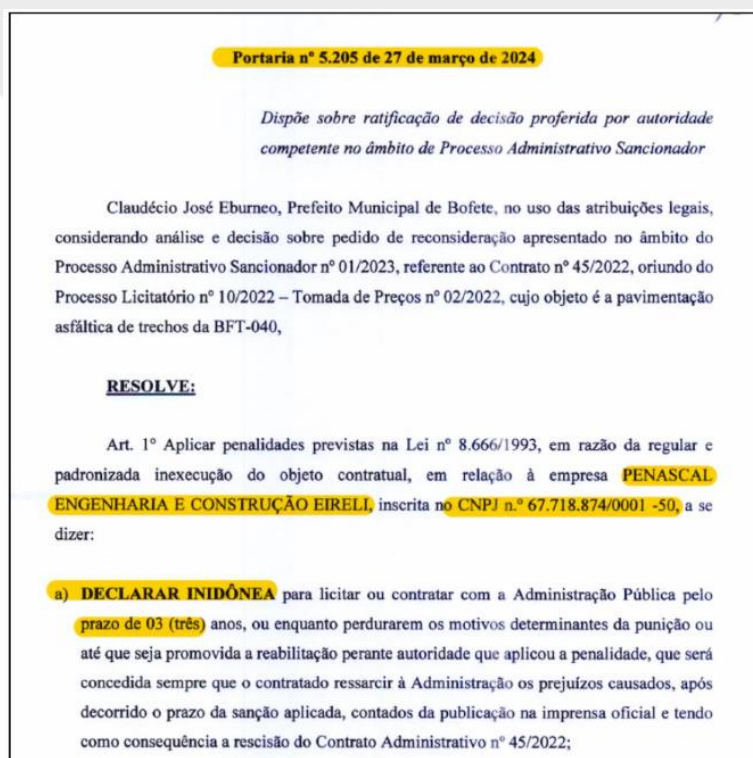 Portaria nº 5.205 de 27 de março de 2024
Dispõe sobre ratificação de decisão proferida por autoridade
competente no âmbito de Processo Administrativo Sancionador
Claudécio José Eburneo, Prefeito Municipal de Bofete, no uso das atribuições legais,
considerando análise e decisão sobre pedido de reconsideração apresentado no âmbito do
Processo Administrativo Sancionador nº 01/2023, referente ao Contrato nº 45/2022, oriundo do
Processo Licitatório nº 10/2022 – Tomada de Preços nº 02/2022, cujo objeto é a pavimentação
asfáltica de trechos da BFT-040,
RESOLVE:
Art. 1º Aplicar penalidades previstas na Lei nº 8.666/1993, em razão da regular e
padronizada inexecução do objeto contratual, em relação à empresa PENASCAL
ENGENHARIA E CONSTRUÇÃO EIRELI, inscrita no CNPJ n.º 67.718.874/0001 -50, a se
dizer:
a) DECLARAR INIDÔNEA para licitar ou contratar com a Administração Pública pelo
prazo de 03 (três) anos, ou enquanto perdurarem os motivos determinantes da punição ou
até que seja promovida a reabilitação perante autoridade que aplicou a penalidade, que será
concedida sempre que o contratado ressarcir à Administração os prejuízos causados, após
decorrido o prazo da sanção aplicada, contados da publicação na imprensa oficial e tendo
como consequência a rescisão do Contrato Administrativo nº 45/2022;